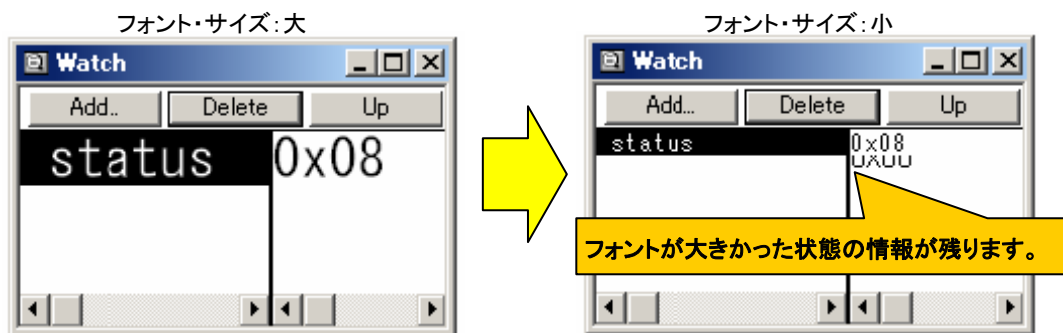 フォント・サイズ：大
Watch
Add..
Delete
Up
status
0x08
フォント・サイズ：小
Watch
Add...
Delete
Up
status
0x08
フォントが大きかった状態の情報が残ります。